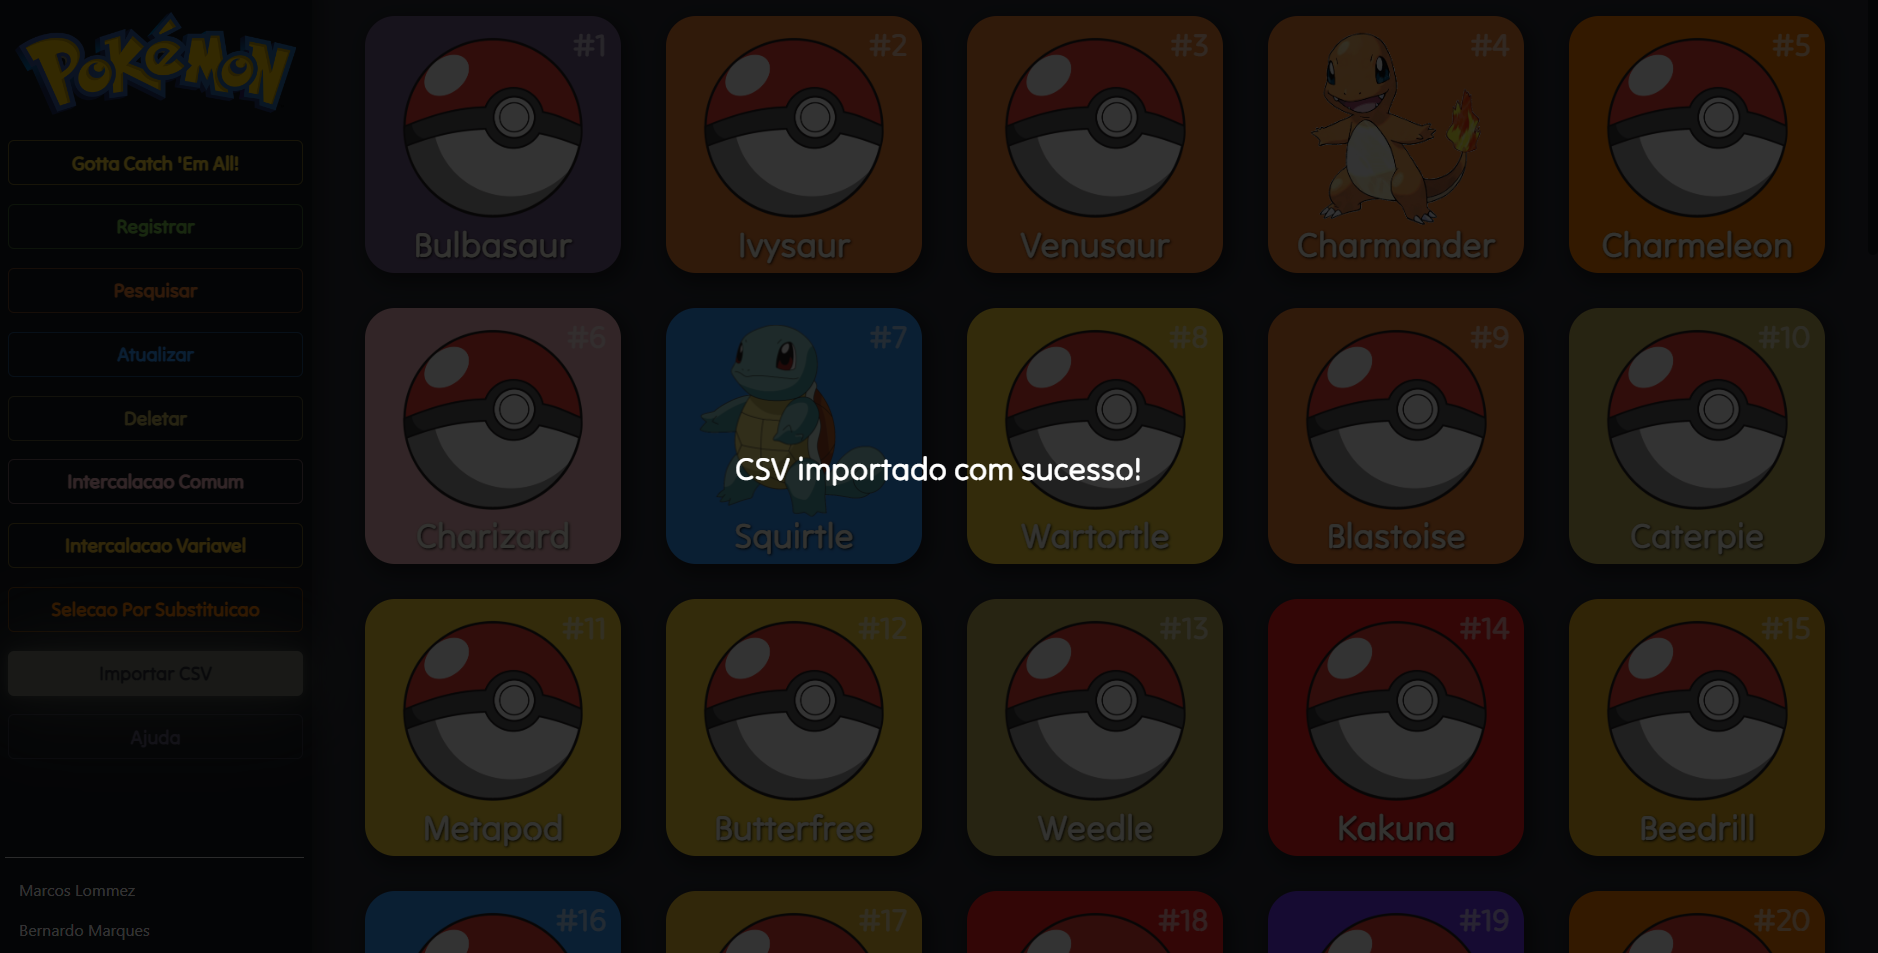 POKÉMON
Gotta Catch 'Em All!
Registrar
Pesquisar
Atualizar
Deletar
Intercalacao Comum
Intercalacao Variavel
Selecao Por Substituicao
Importar CSV
Ajuda
Marcos Lommez
Bernardo Marques
#1
Bulbasaur
#2
Ivysaur
#3
Venusaur
#4
Charmander
#5
Charmeleon
#6
Charizard
#7
Squirtle
#8
Wartortle
#9
Blastoise
#10
Caterpie
CSV importado com sucesso!
#11
Metapod
#12
Butterfree
#13
Weedle
#14
Kakuna
#15
Beedrill
#16
#17
#18
#19
#20